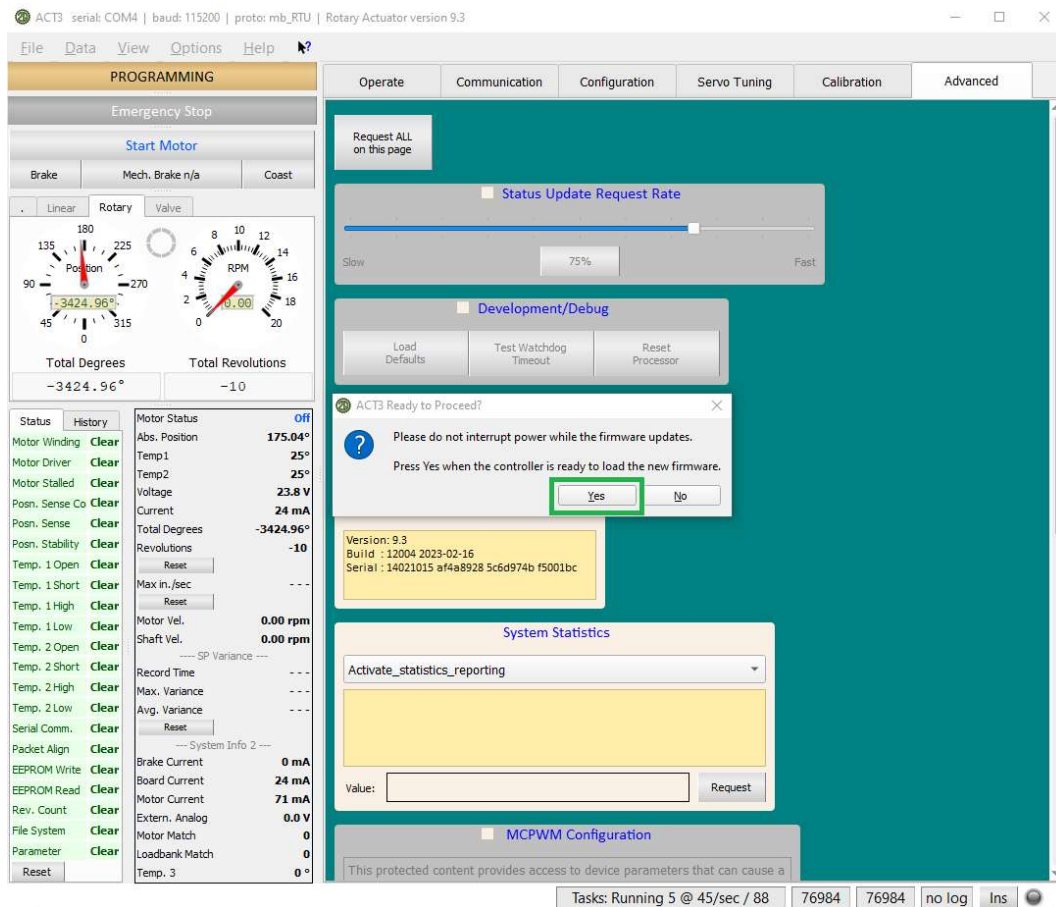 ACT3 serial: COM4 | baud: 115200 | proto: mb_RTU | Rotary Actuator version 9.3
File Data View Options Help
PROGRAMMING
Emergency Stop
Start Motor
Brake Mech. Brake n/a Coast
. Linear Rotary Valve
180
135 225
Position
90 270
-3424.96°
45 315
0
8 10 12
6 14
4 RPM 16
2 0.00 18
0 20
Total Degrees Total Revolutions
-3424.96° -10
Status History
Motor Winding Clear
Motor Driver Clear
Motor Stalled Clear
Posn. Sense Co Clear
Posn. Sense Clear
Posn. Stability Clear
Temp. 1 Open Clear
Temp. 1 Short Clear
Temp. 1 High Clear
Temp. 1 Low Clear
Temp. 2 Open Clear
Temp. 2 Short Clear
Temp. 2 High Clear
Temp. 2 Low Clear
Serial Comm. Clear
Packet Align Clear
EEPROM Write Clear
EEPROM Read Clear
Rev. Count Clear
File System Clear
Parameter Clear
Reset
Motor Status Off
Abs. Position 175.04°
Temp1 25°
Temp2 25°
Voltage 23.8 V
Current 24 mA
Total Degrees -3424.96°
Revolutions -10
Reset
Max in./sec - - -
Reset
Motor Vel. 0.00 rpm
Shaft Vel. 0.00 rpm
---- SP Variance ---
Record Time - - -
Max. Variance - - -
Avg. Variance - - -
Reset
--- System Info 2 ---
Brake Current 0 mA
Board Current 24 mA
Motor Current 71 mA
Extern. Analog 0.0 V
Motor Match 0
Loadbank Match 0
Temp. 3 0 °
Operate Communication Configuration Servo Tuning Calibration Advanced
Request ALL
on this page
Status Update Request Rate
Slow 75% Fast
Development/Debug
Load
Defaults
Test Watchdog
Timeout
Reset
Processor
ACT3 Ready to Proceed?
Please do not interrupt power while the firmware updates.
Press Yes when the controller is ready to load the new firmware.
Yes No
Version: 9.3
Build : 12004 2023-02-16
Serial : 14021015 af4a8928 5c6d974b f5001bc
System Statistics
Activate_statistics_reporting
Value: Request
MCPWM Configuration
This protected content provides access to device parameters that can cause a
Tasks: Running 5 @ 45/sec / 88 76984 76984 no log Ins